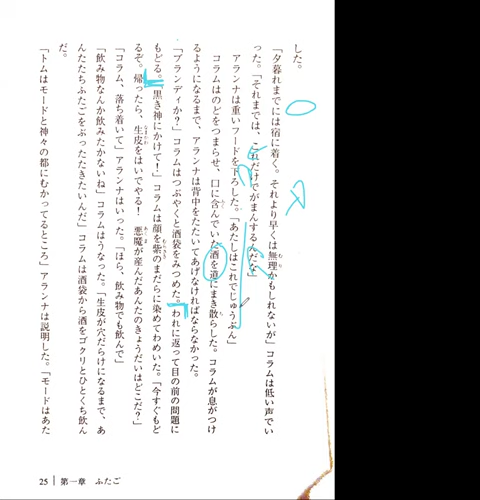 した。
「夕暮れまでには宿に着く。それより早くは無理かもしれないが」コラムは低い声でい
った。「それまでは、これだけでがまんするんだな」
アランナは重いフードを下ろした。「あたしはこれでじゅうぶん」
コラムはのどをつまらせ、口に含んでいた酒を道にまき散らした。コラムが息がつけ
るようになるまで、アランナは背中をたたいてあげなければならなかった。
「ブランディか？」コラムはつぶやくと酒袋をみつめた。われに返って目の前の問題に
もどる。「黒き神にかけて！」コラムは顔を紫のまだらに染めてわめいた。「今すぐもど
るぞ。帰ったら、生皮をはいでやる！　悪魔が産んだあんたのきょうだいはどこだ？」
「コラム、落ち着いて」アランナはいった。「ほら、飲み物でも飲んで」
「飲み物なんか飲みたかないね」コラムはうなった。「生皮が穴だらけになるまで、あ
んたたちふたごをぶったたきたいんだ」コラムは酒袋から酒をゴクリとひとくち飲ん
だ。
「トムはモードと神々の都にむかってるところ」アランナは説明した。「モードはあた
25 第一章 ふたご